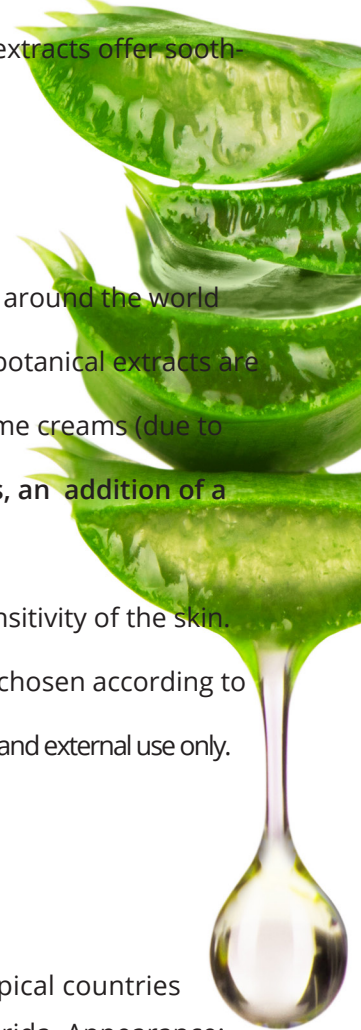 extracts offer sooth-
around the world
botanical extracts are
me creams (due to
s, an addition of a
nsitivity of the skin.
chosen according to
and external use only.
pical countries